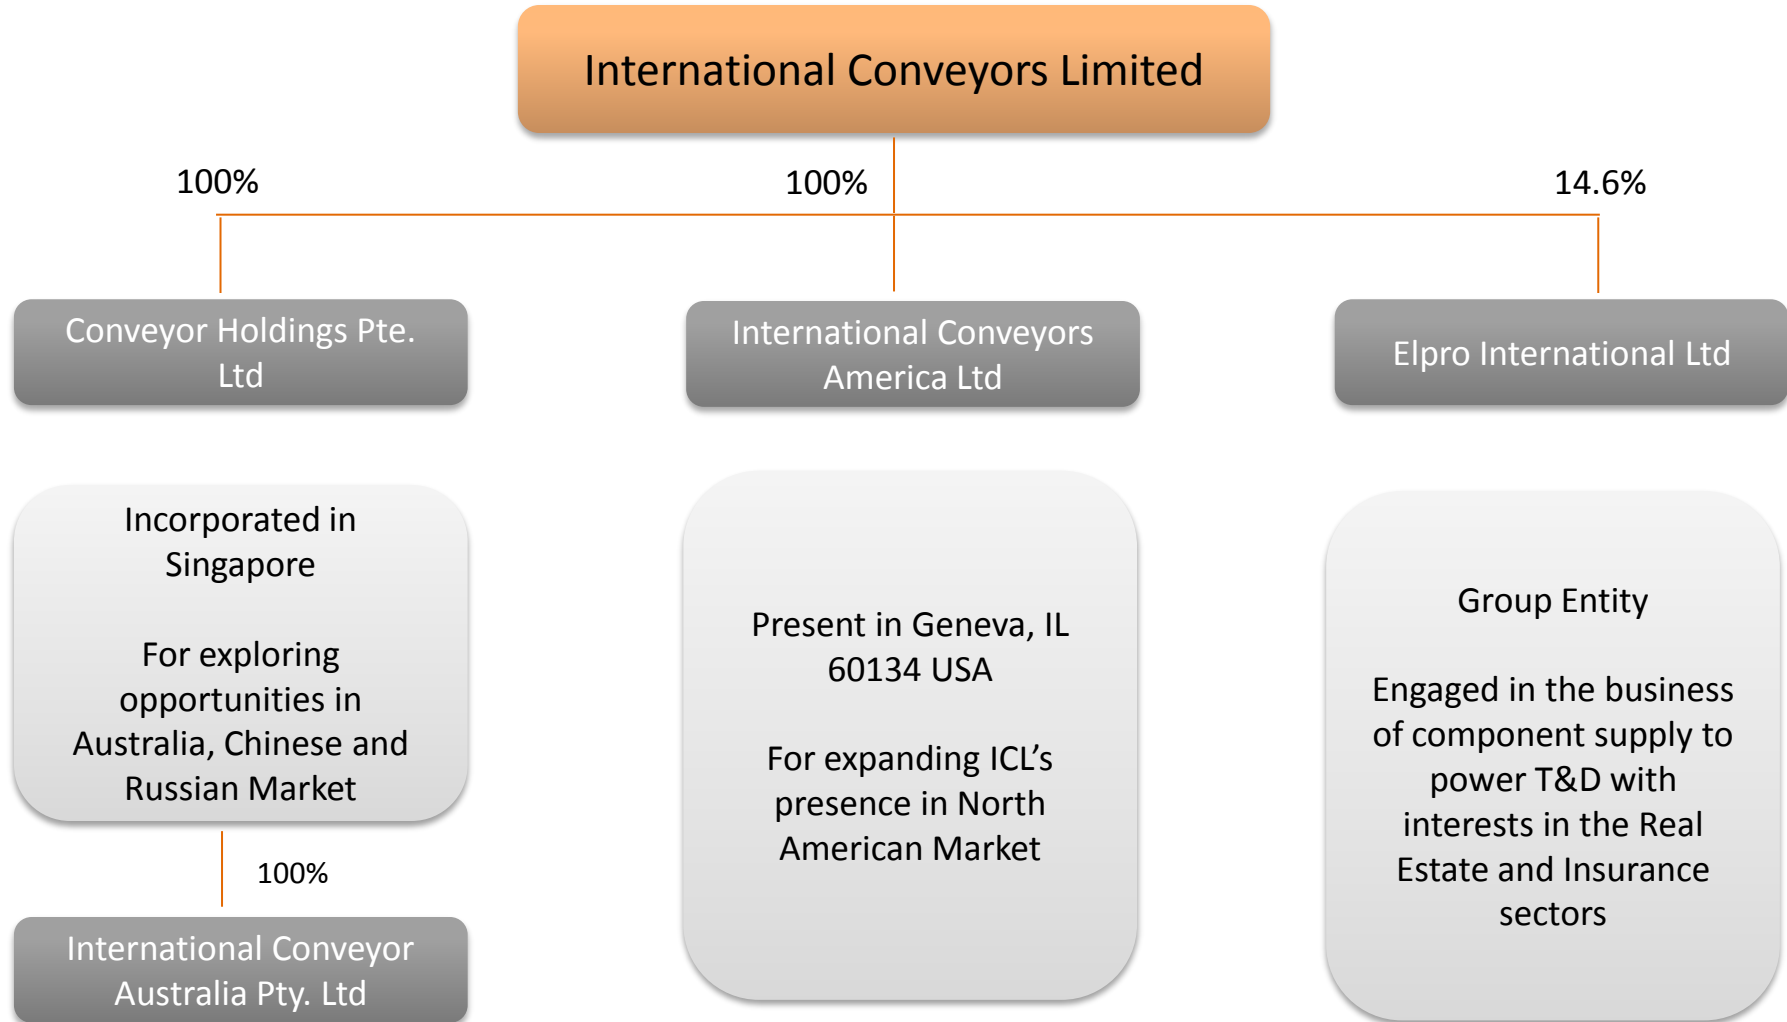 International Conveyors Limited
100%
100%
14.6%
Conveyor Holdings Pte.
Ltd
International Conveyors
America Ltd
Elpro International Ltd
Incorporated in
Singapore
For exploring
opportunities in
Australia, Chinese and
Russian Market
Present in Geneva, IL
60134 USA
For expanding ICL’s
presence in North
American Market
Group Entity
Engaged in the business
of component supply to
power T&D with
interests in the Real
Estate and Insurance
sectors
100%
International Conveyor
Australia Pty. Ltd